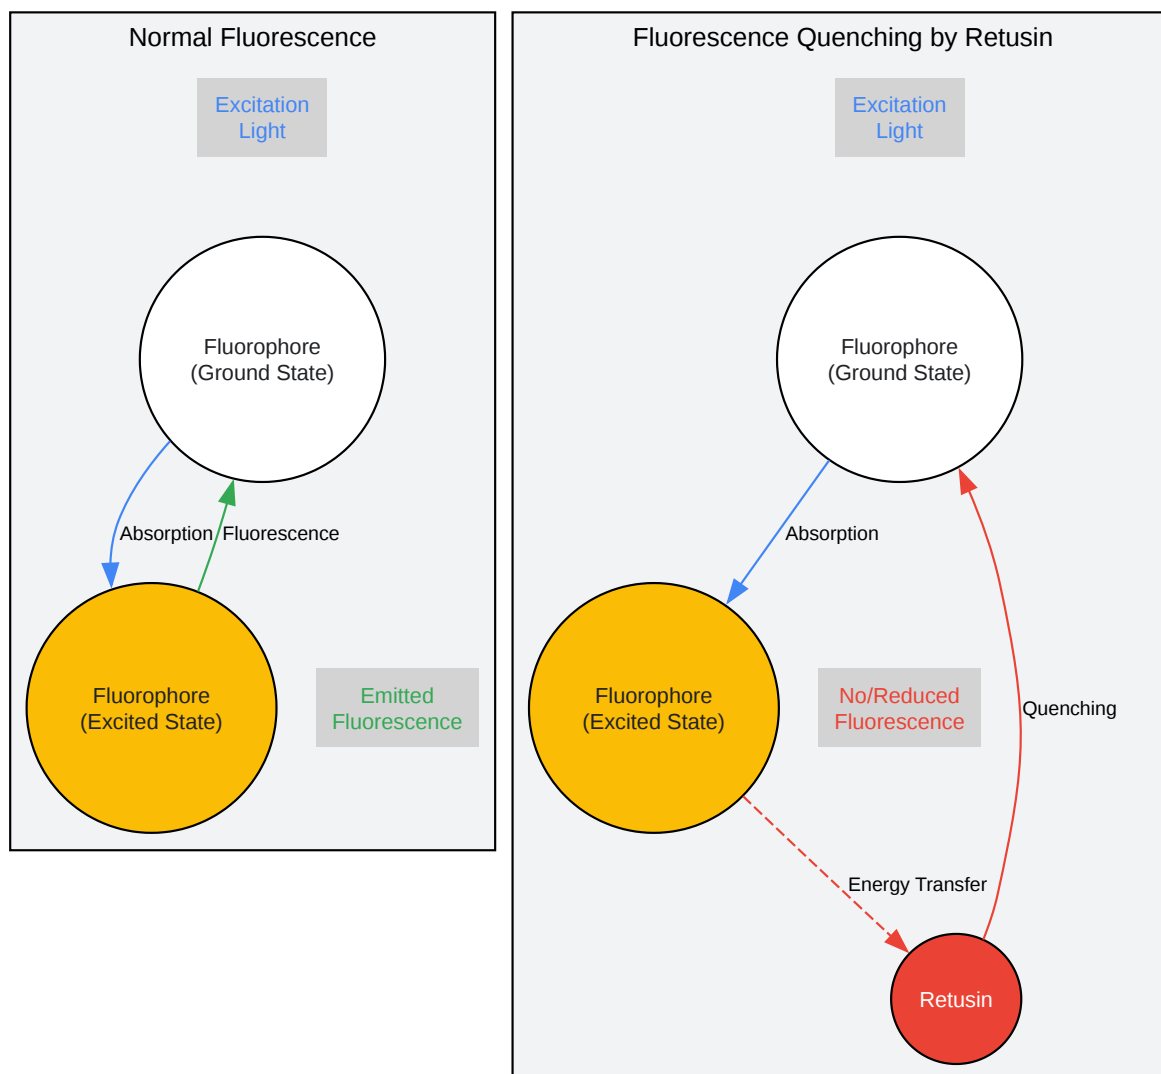 Normal Fluorescence
Excitation
Light
Fluorophore
(Ground State)
Absorption
Fluorescence
Fluorophore
(Excited State)
Emitted
Fluorescence
Fluorescence Quenching by Retusin
Excitation
Light
Fluorophore
(Ground State)
Absorption
Fluorophore
(Excited State)
No/Reduced
Fluorescence
Quenching
Energy Transfer
Retusin